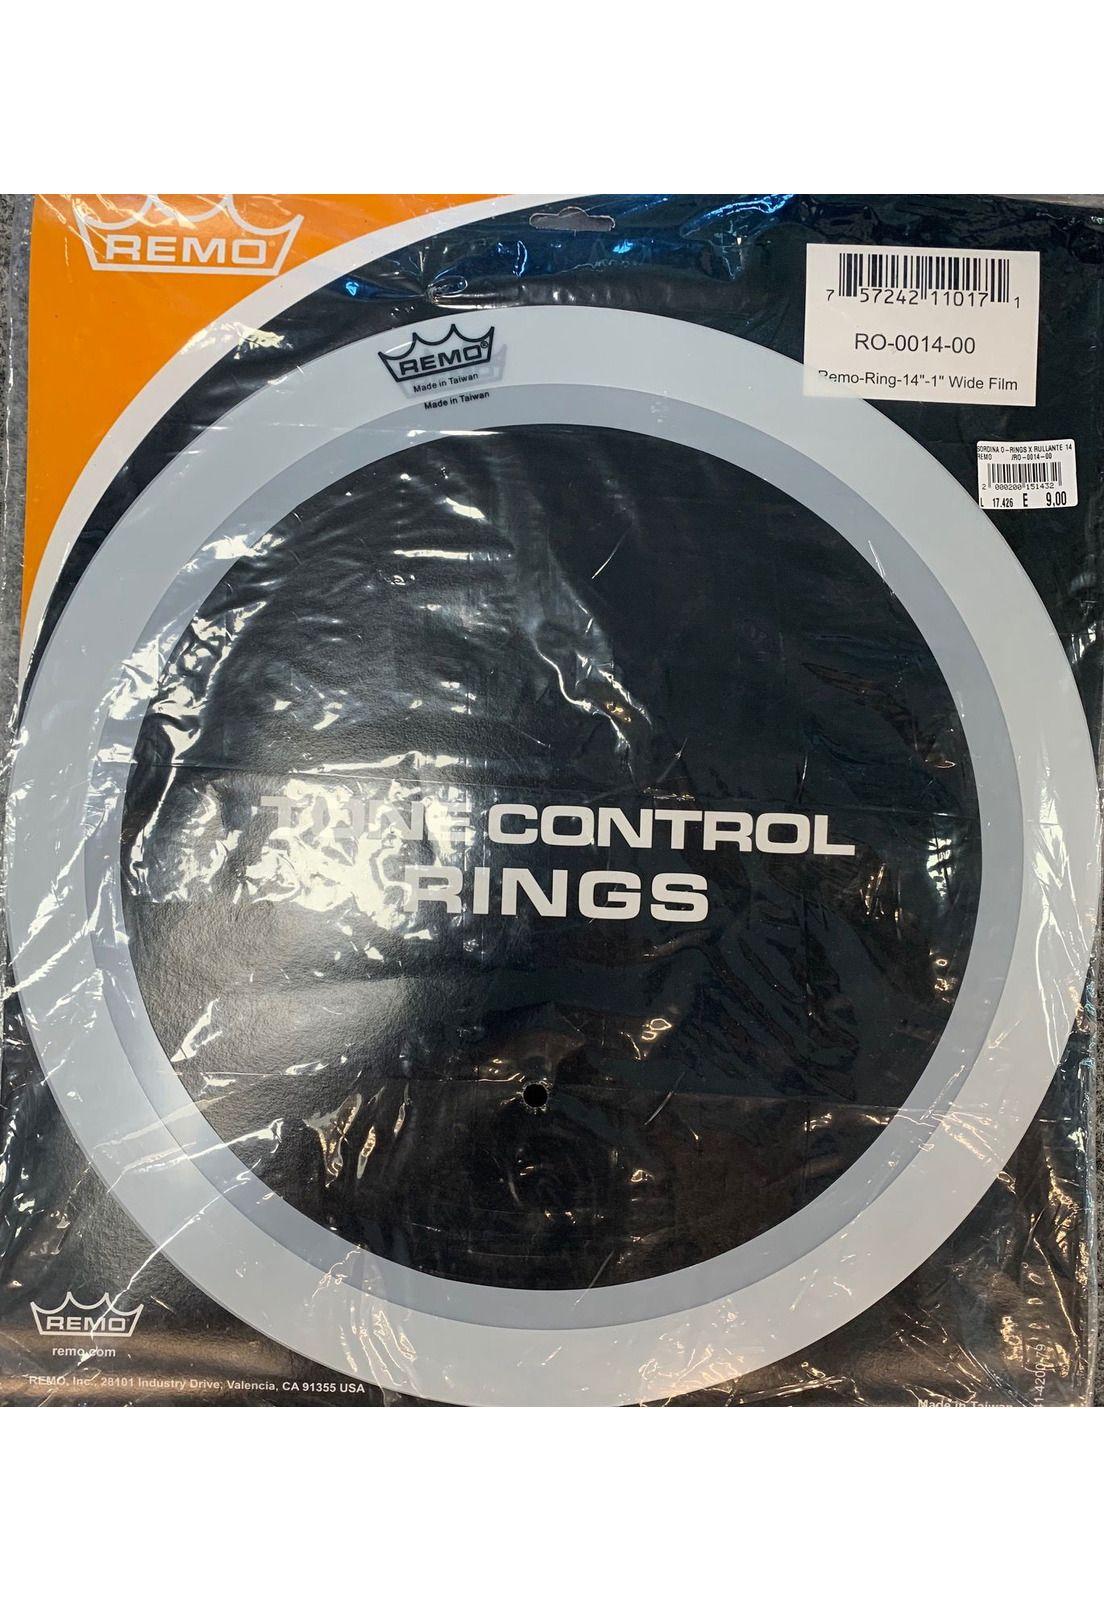 REMO
7 57242 11017 1
RO-0014-00
Remo-Ring-14"-1" Wide Film
REMO®
Made in Taiwan
Made in Taiwan
SORDINA O-RINGS X RULLANTE 14
REMO /RO-0014-00
2 000200 151432
L 17.426 E 9,00
TONE CONTROL
RINGS
REMO
remo.com
REMO, Inc., 28101 Industry Drive, Valencia, CA 91355 USA
Made in Taiwan